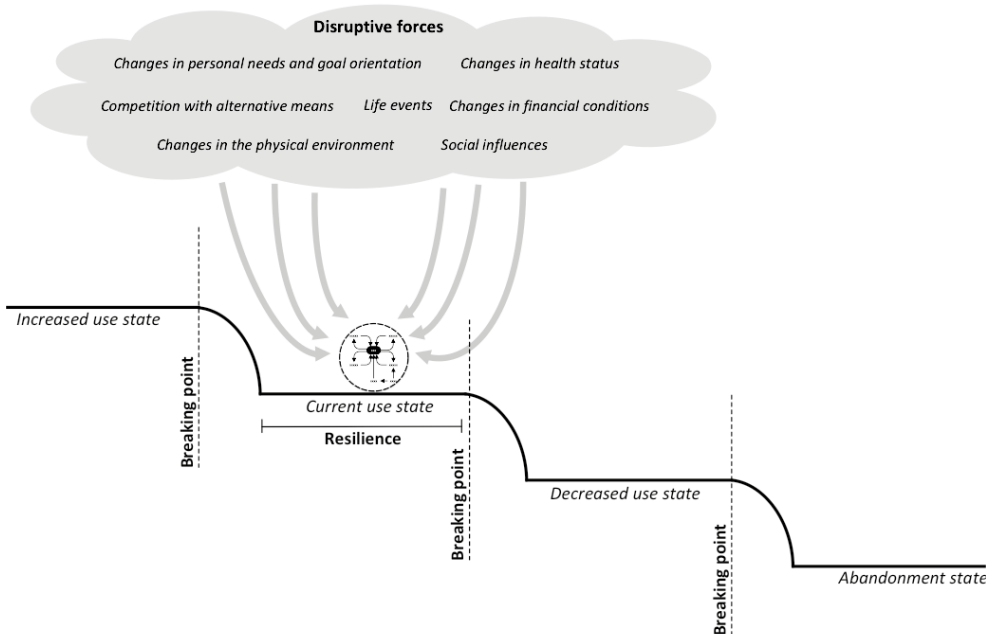 Disruptive forces
Changes in personal needs and goal orientation
Changes in health status
Competition with alternative means
Life events
Changes in financial conditions
Changes in the physical environment
Social influences
Increased use state
Breaking point
Current use state
Resilience
Breaking point
Decreased use state
Breaking point
Abandonment state